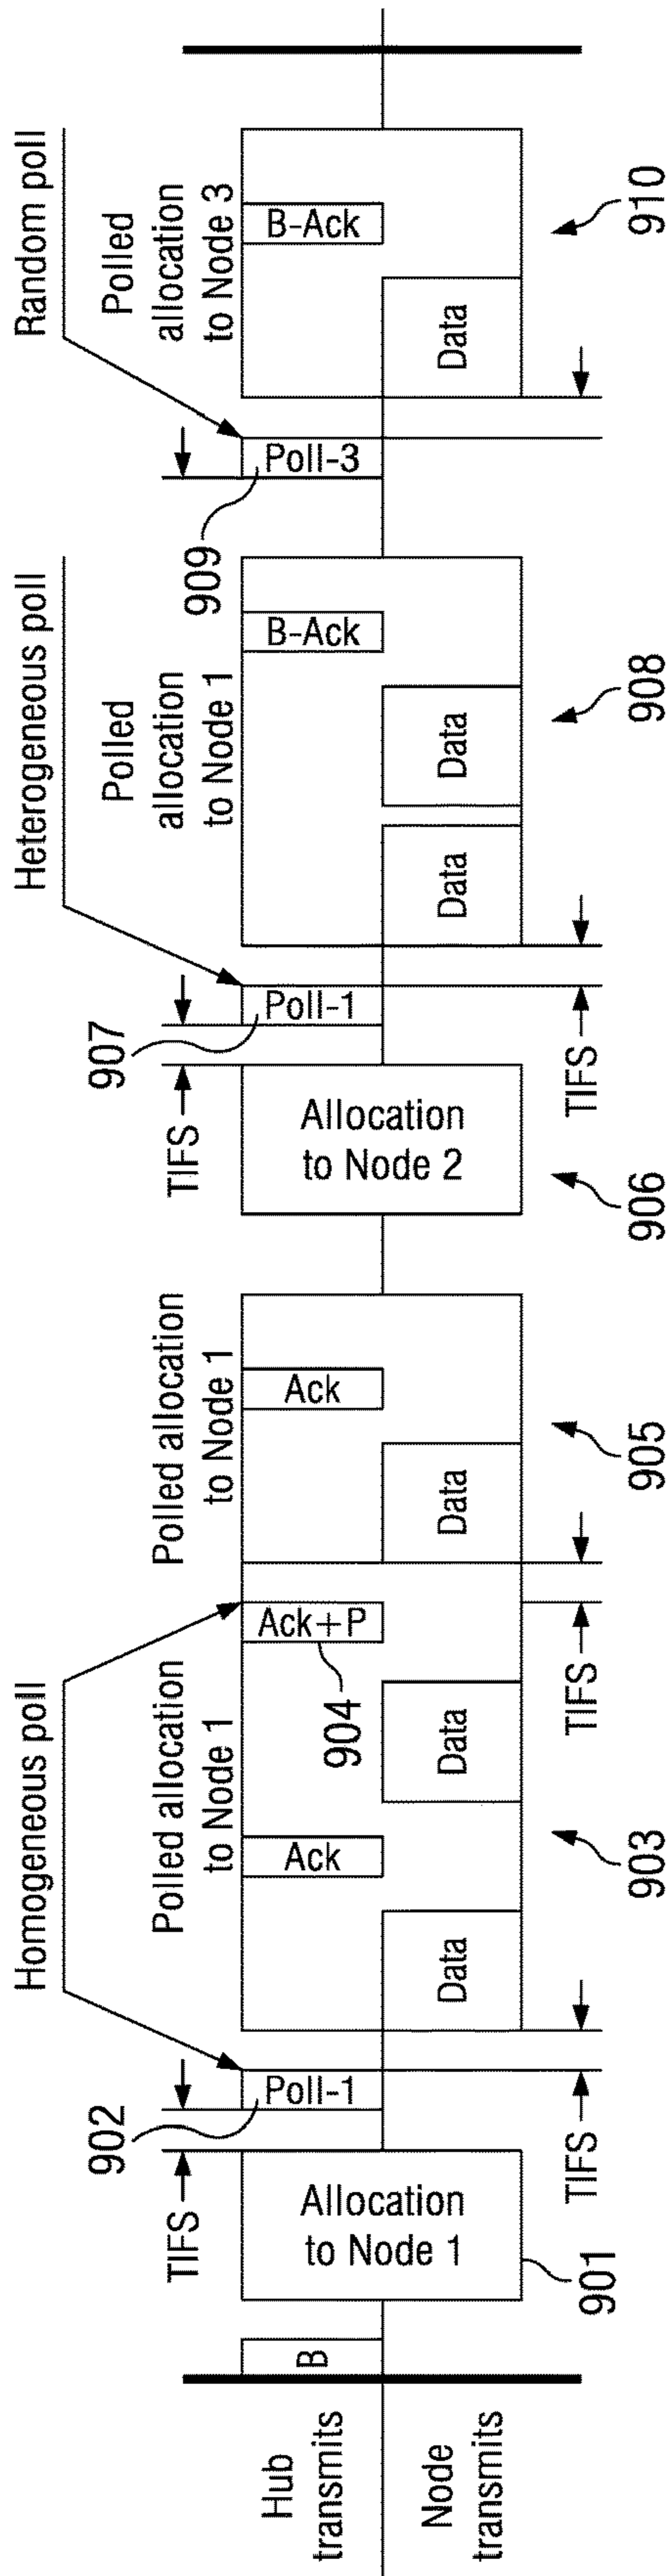 Homogeneous poll
Heterogeneous poll
Random poll
Polled allocation
to Node 1
Polled allocation
to Node 1
Polled
allocation
to Node 1
Polled
allocation
to Node 3
902
907
909
TIFS
TIFS
Hub
transmits
B
Allocation
to Node 1
Poll-1
Ack
Ack+P
904
Ack
Allocation
to Node 2
Poll-1
B-Ack
Poll-3
B-Ack
Node
transmits
Data
Data
Data
Data
Data
Data
901
TIFS
903
TIFS
905
906
TIFS
908
910